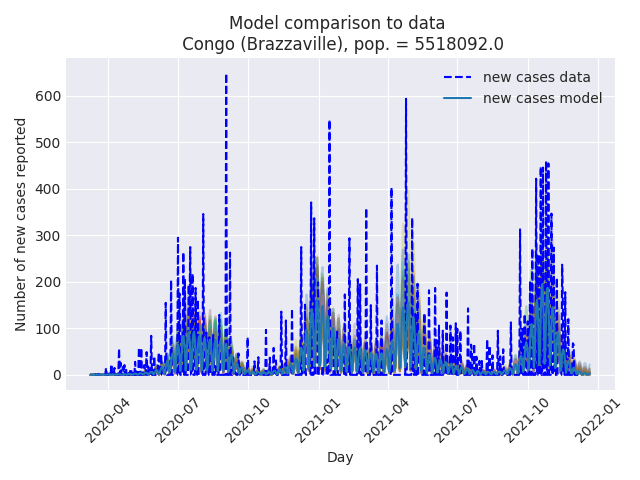 Model comparison to data
Congo (Brazzaville), pop. = 5518092.0
new cases data
new cases model
Number of new cases reported
600
500
400
300
200
100
0
2020-04
2020-07
2020-10
2021-01
2021-04
2021-07
2021-10
2022-01
Day